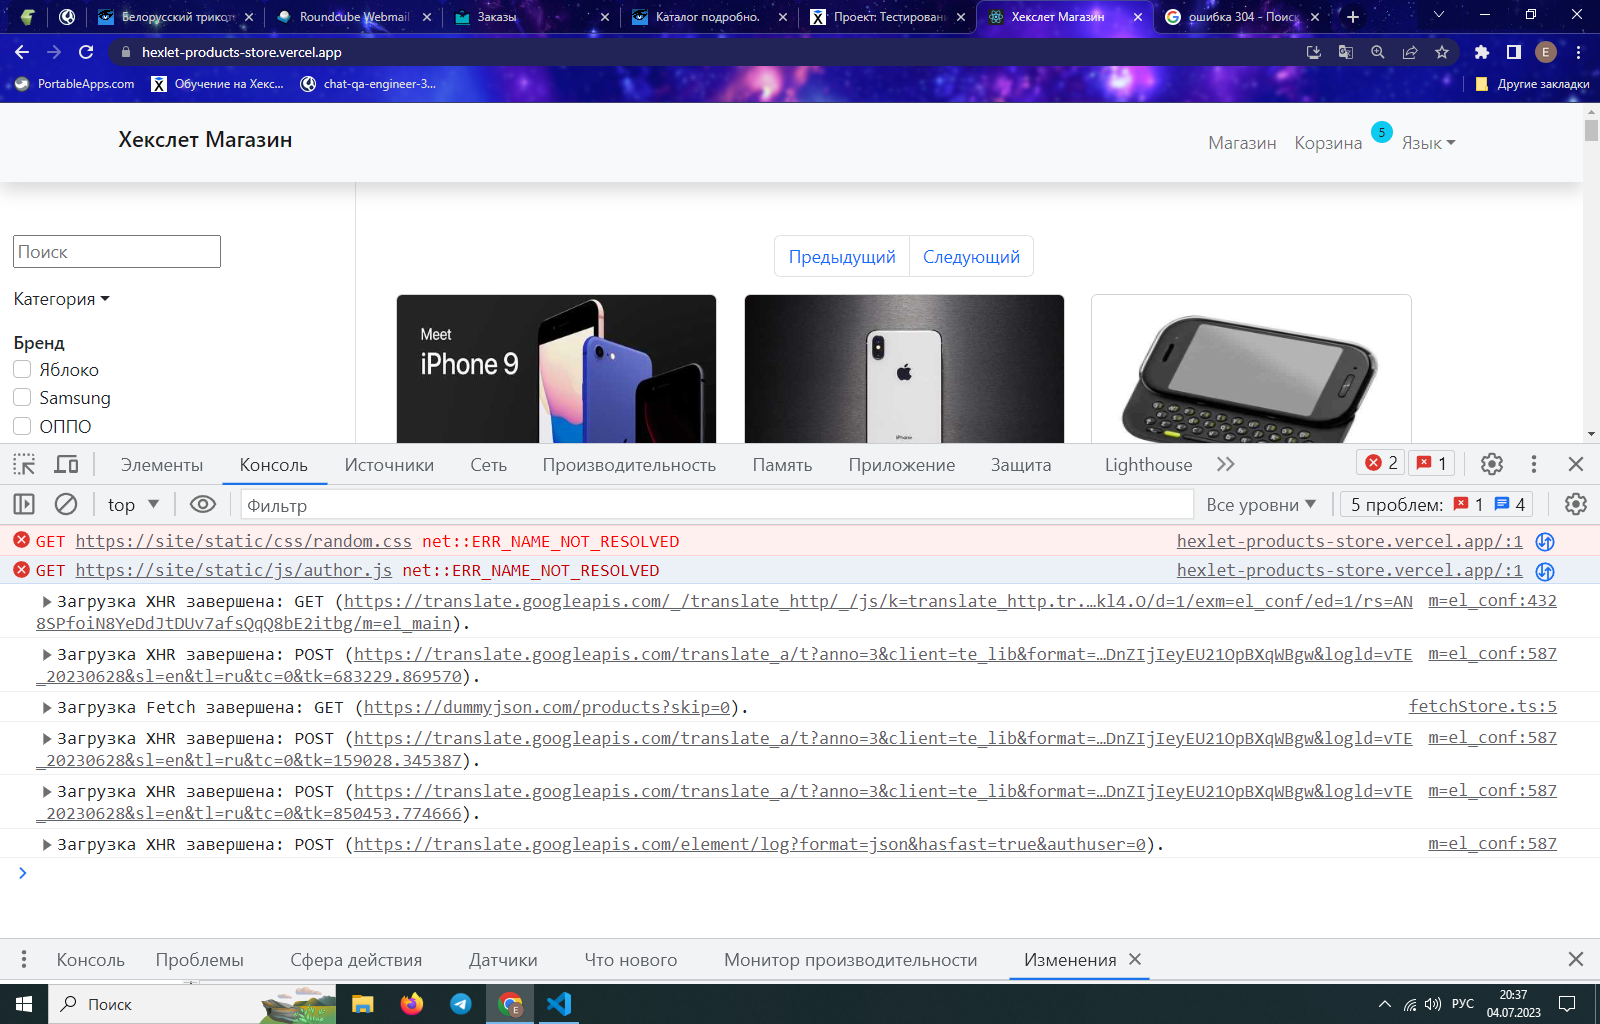 Белорусский трикот
Roundcube Webmail
Заказы
Каталог подробно.
Проект: Тестирован
Хекслет Магазин
ошибка 304 - Поиск
hexlet-products-store.vercel.app
E
PortableApps.com
Обучение на Хекс...
chat-qa-engineer-3...
Другие закладки
Хекслет Магазин
Магазин
Корзина
5
Язык
Поиск
Предыдущий
Следующий
Категория
Бренд
Яблоко
Samsung
ОППО
Meet
iPhone 9
iPhone
Элементы
Консоль
Источники
Сеть
Производительность
Память
Приложение
Защита
Lighthouse
2
1
top
Фильтр
Все уровни
5 проблем:
1
4
GET https://site/static/css/random.css net::ERR_NAME_NOT_RESOLVED hexlet-products-store.vercel.app/:1
GET https://site/static/js/author.js net::ERR_NAME_NOT_RESOLVED hexlet-products-store.vercel.app/:1
Загрузка XHR завершена: GET (https://translate.googleapis.com/_/translate_http/_/js/k=translate_http.tr.…kl4.O/d=1/exm=el_conf/ed=1/rs=AN m=el_conf:432
8SPfoiN8YeDdJtDUv7afsQqQ8bE2itbg/m=el_main).
Загрузка XHR завершена: POST (https://translate.googleapis.com/translate_a/t?anno=3&client=te_lib&format=…DnZIjIeyEU21OpBXqWBgw&logld=vTE m=el_conf:587
_20230628&sl=en&tl=ru&tc=0&tk=683229.869570).
Загрузка Fetch завершена: GET (https://dummyjson.com/products?skip=0). fetchStore.ts:5
Загрузка XHR завершена: POST (https://translate.googleapis.com/translate_a/t?anno=3&client=te_lib&format=…DnZIjIeyEU21OpBXqWBgw&logld=vTE m=el_conf:587
_20230628&sl=en&tl=ru&tc=0&tk=159028.345387).
Загрузка XHR завершена: POST (https://translate.googleapis.com/translate_a/t?anno=3&client=te_lib&format=…DnZIjIeyEU21OpBXqWBgw&logld=vTE m=el_conf:587
_20230628&sl=en&tl=ru&tc=0&tk=850453.774666).
Загрузка XHR завершена: POST (https://translate.googleapis.com/element/log?format=json&hasfast=true&authuser=0). m=el_conf:587
Консоль
Проблемы
Сфера действия
Датчики
Что нового
Монитор производительности
Изменения
Поиск
E
РУС
20:37
04.07.2023